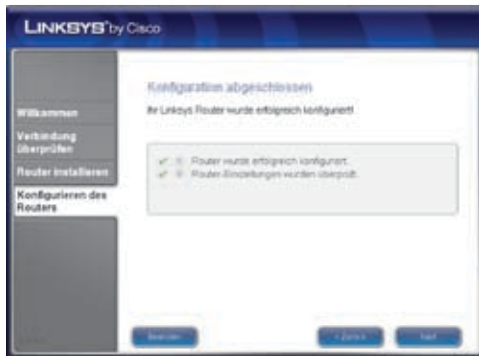 LINKSYS® by Cisco
Willkommen
Verbindung
überprüfen
Router installieren
Konfigurieren des
Routers
Konfiguration abgeschlossen
Ihr Linksys Router wurde erfolgreich konfiguriert!
Router wurde erfolgreich konfiguriert.
Router-Einstellungen wurden überprüft.
Beenden
< Zurück
Next